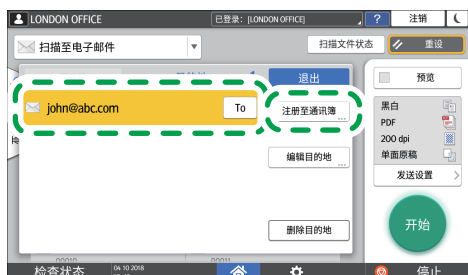 LONDON OFFICE
已登录: [LONDON OFFICE]
?
注销
扫描至电子邮件
扫描文件状态
重设
退出
预览
john@abc.com
To
注册至通讯簿
...
黑白
PDF
200 dpi
单面原稿
编辑目的地
...
发送设置
删除目的地
开始
00010
00011
检查状态
04 10 2018
停止